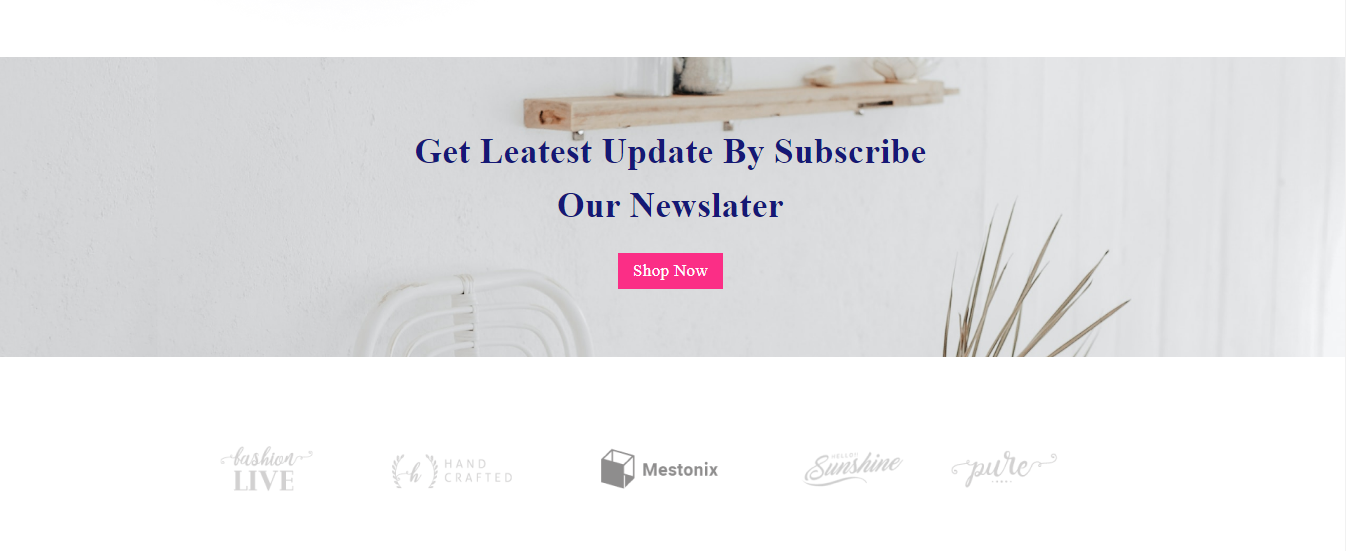 Get Leatest Update By Subscribe
Our Newslater
Shop Now
fashion
LIVE
h
HAND
CRAFTED
Mestonix
HELLO!
Sunshine
pure